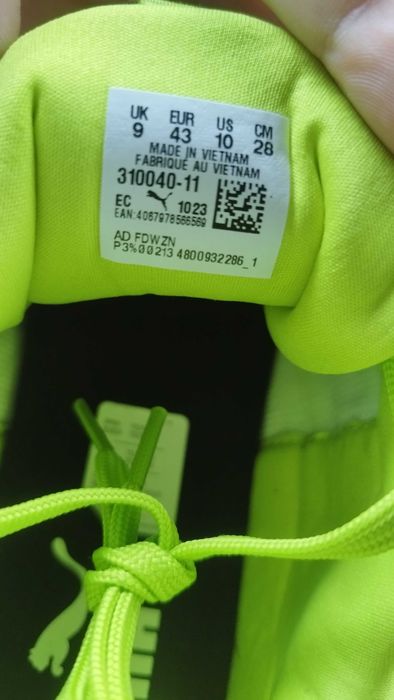 UK EUR US CM
9 43 10 28
MADE IN VIETNAM
FABRIQUE AU VIETNAM
310040-11
EC 1023
EAN:4067978566569
AD FDWZN
P3%00213 4800932286_1